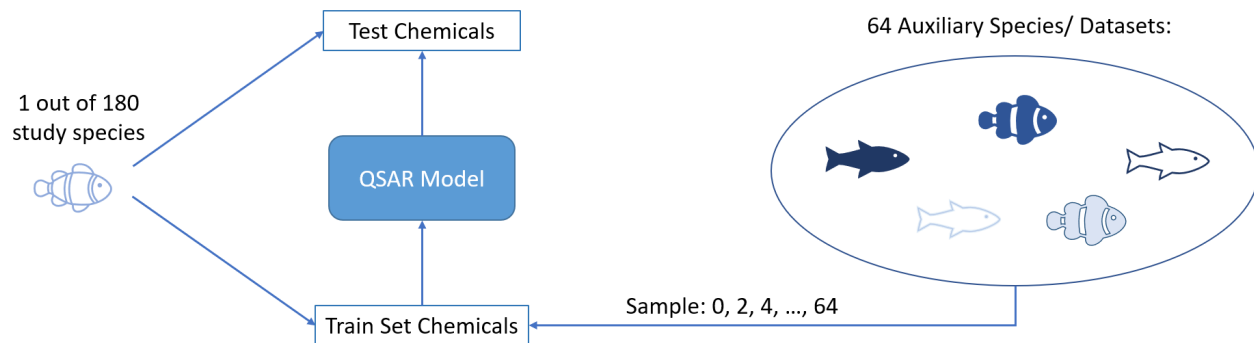 Test Chemicals
64 Auxiliary Species/ Datasets:
1 out of 180
study species
QSAR Model
Sample: 0, 2, 4, ..., 64
Train Set Chemicals